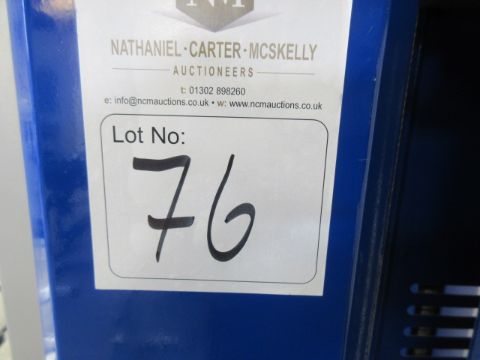 NATHANIEL·CARTER·MCSKELLY
AUCTIONEERS
t: 01302 898260
e: info@ncmauctions.co.uk • w: www.ncmauctions.co.uk
Lot No:
76